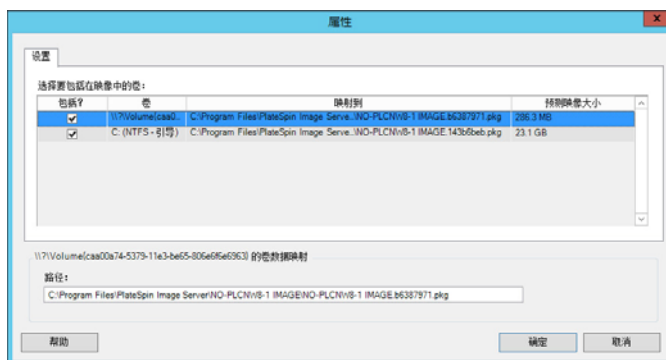 属性
x
设置
选择要包括在映像中的卷:
包括? 卷 映射到 预测映像大小
\\?\Volume{caa0.. C:\Program Files\PlateSpin Image Serve..\NO-PLCNW8-1 IMAGE.b6387971.pkg 286.3 MB
C: (NTFS - 引导) C:\Program Files\PlateSpin Image Serve..\NO-PLCNW8-1 IMAGE.143b6beb.pkg 23.1 GB
\\?\Volume{caa00a74-5379-11e3-be65-806e6f6e6963} 的卷数据映射
路径:
C:\Program Files\PlateSpin Image Server\NO-PLCNW8-1 IMAGE\NO-PLCNW8-1 IMAGE.b6387971.pkg
帮助 确定 取消